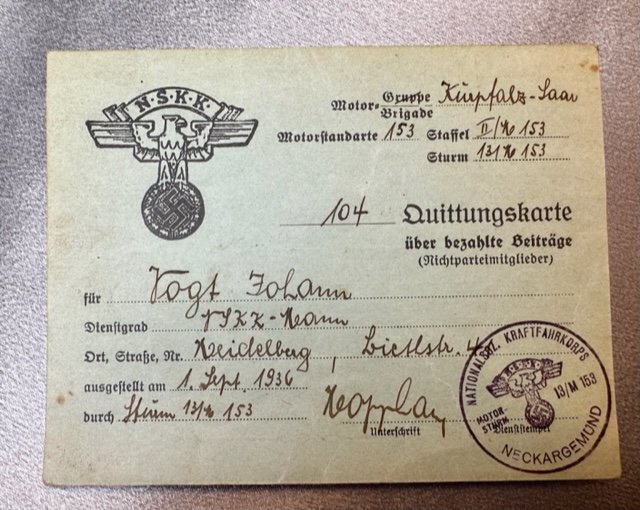 N.S.K.K.
Motor-Gruppe Kurpfalz-Saar
Brigade
Motorstandarte 153 Staffel II/M 153
Sturm 13/M 153
104 Quittungskarte
über bezahlte Beiträge
(Nichtparteimitglieder)
für Vogt Johann
Dienstgrad NSKK-Mann
Ort, Straße, Nr. Heidelberg, 4
ausgestellt am 1. Sept. 1936
durch Sturm 13/M 153
Unterschrift
Dienststempel
NATIONALSOZ. KRAFTFAHRKORPS
13/M 153
MOTOR
STURM
NECKARGEMÜND